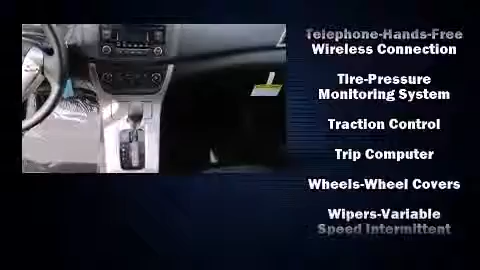 Telephone-Hands-Free
Wireless Connection
Tire-Pressure
Monitoring System
Traction Control
Trip Computer
Wheels-Wheel Covers
Wipers-Variable
Speed Intermittent